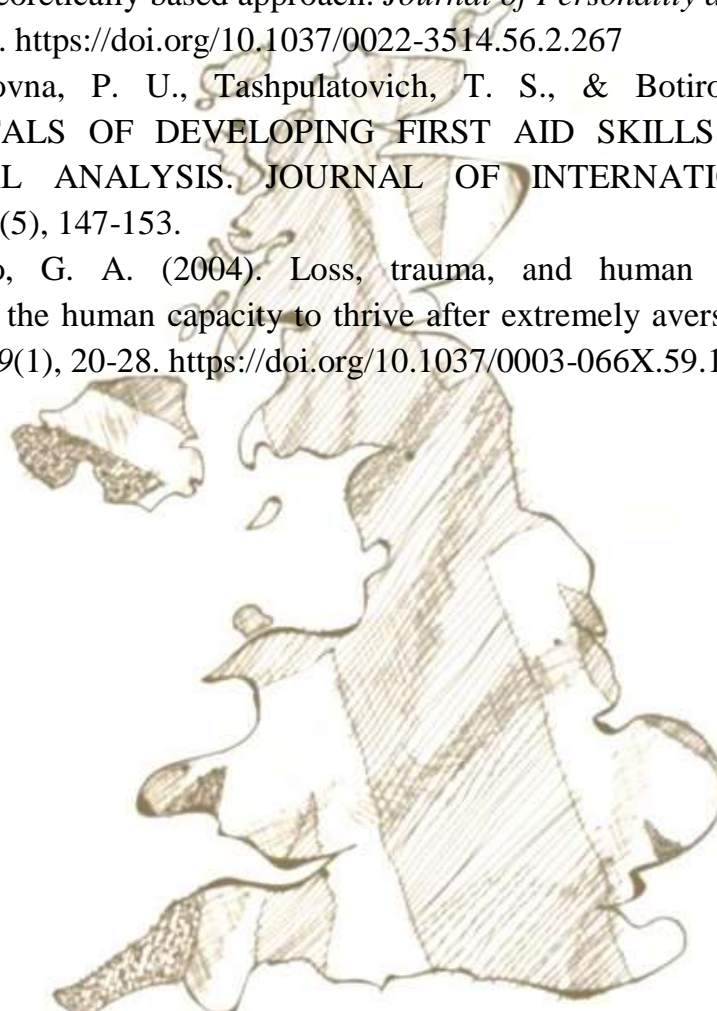 eoretically based approach. Journal of Personality a
. https://doi.org/10.1037/0022-3514.56.2.267
ovna, P. U., Tashpulatovich, T. S., & Botiro
TALS OF DEVELOPING FIRST AID SKILLS
L ANALYSIS. JOURNAL OF INTERNATI
(5), 147-153.
o, G. A. (2004). Loss, trauma, and human
the human capacity to thrive after extremely avers
9(1), 20-28. https://doi.org/10.1037/0003-066X.59.1